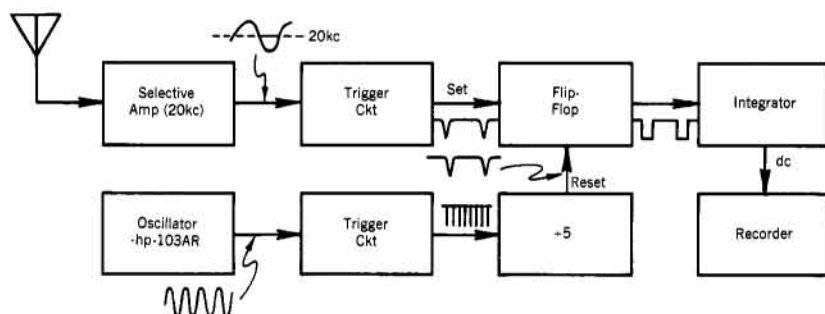 20kc
Selective
Amp (20kc)
Trigger
Ckt
Set
Flip-
Flop
Integrator
dc
Reset
Oscillator
-hp-103AR
Trigger
Ckt
÷5
Recorder